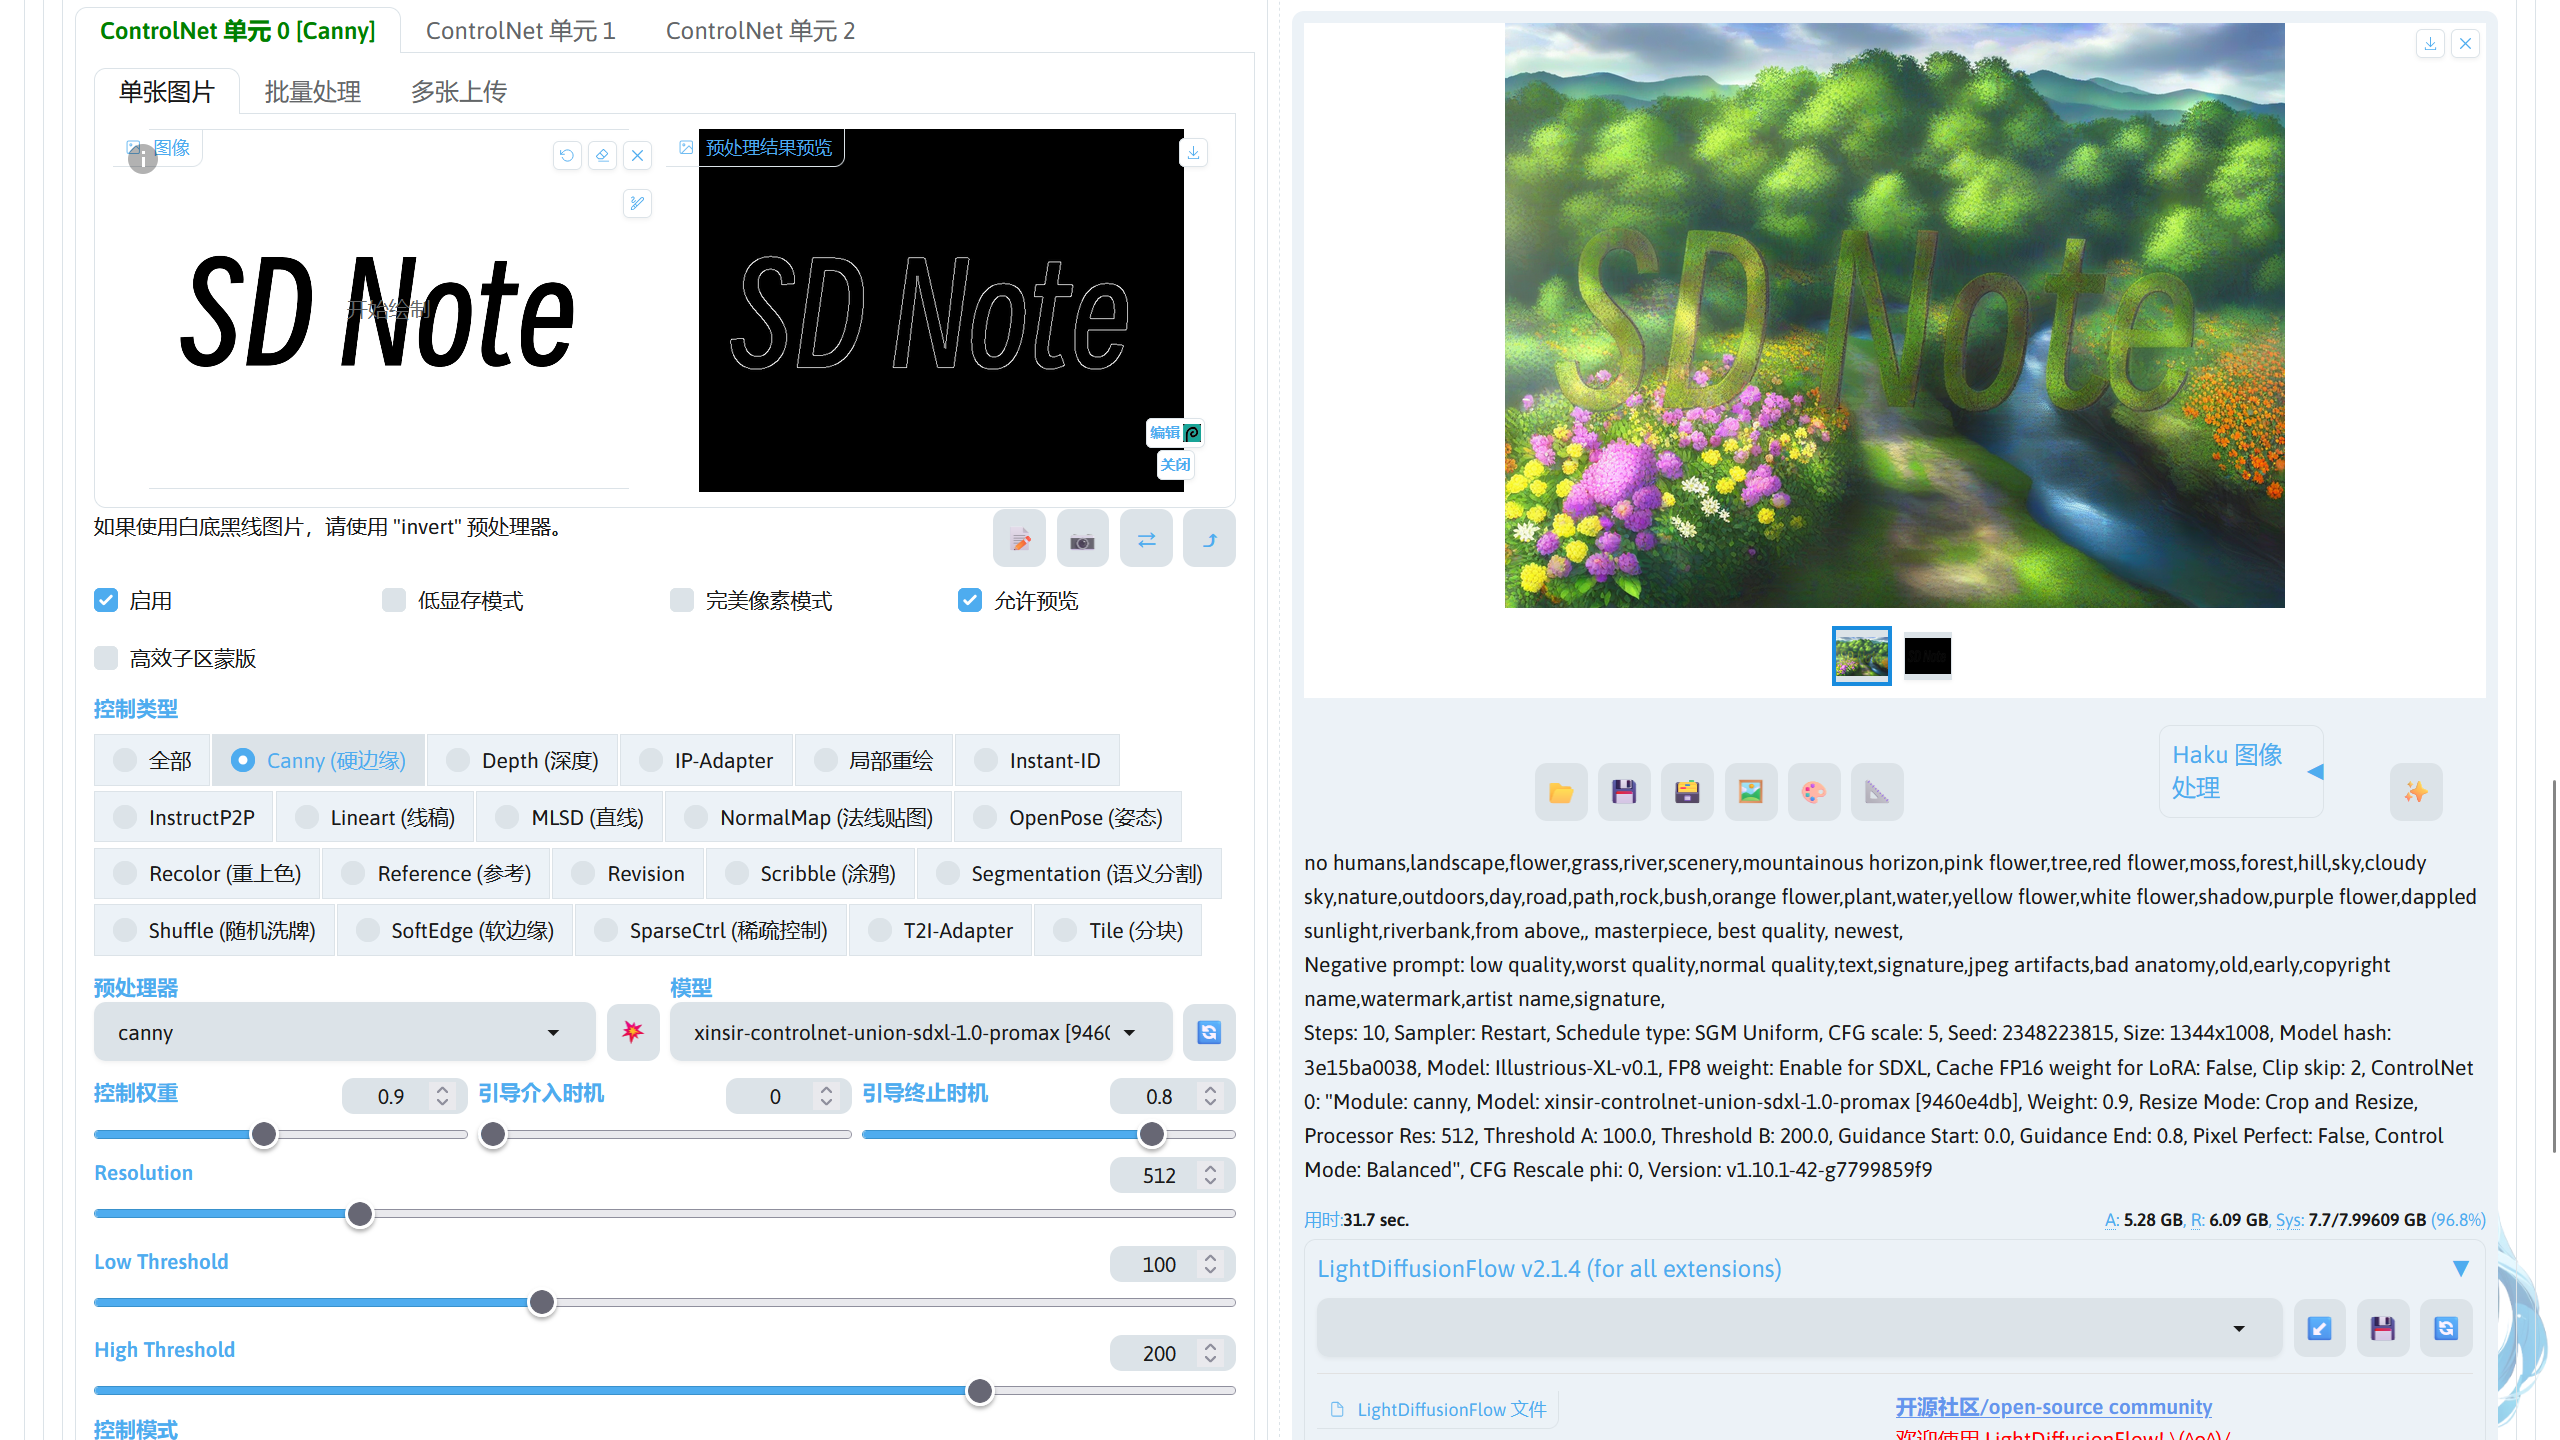 ControlNet 单元 0 [Canny]
ControlNet 单元 1
ControlNet 单元 2
单张图片
批量处理
多张上传
图像
预处理结果预览
SD Note
开始绘制
SD Note
编辑
关闭
如果使用白底黑线图片，请使用 "invert" 预处理器。
启用
低显存模式
完美像素模式
允许预览
高效子区蒙版
控制类型
全部
Canny (硬边缘)
Depth (深度)
IP-Adapter
局部重绘
Instant-ID
InstructP2P
Lineart (线稿)
MLSD (直线)
NormalMap (法线贴图)
OpenPose (姿态)
Recolor (重上色)
Reference (参考)
Revision
Scribble (涂鸦)
Segmentation (语义分割)
Shuffle (随机洗牌)
SoftEdge (软边缘)
SparseCtrl (稀疏控制)
T2I-Adapter
Tile (分块)
预处理器
模型
canny
xinsir-controlnet-union-sdxl-1.0-promax [9460
控制权重
0.9
引导介入时机
0
引导终止时机
0.8
Resolution
512
Low Threshold
100
High Threshold
200
控制模式
SD Note
Haku 图像
处理
no humans,landscape,flower,grass,river,scenery,mountainous horizon,pink flower,tree,red flower,moss,forest,hill,sky,cloudy
sky,nature,outdoors,day,road,path,rock,bush,orange flower,plant,water,yellow flower,white flower,shadow,purple flower,dappled
sunlight,riverbank,from above,, masterpiece, best quality, newest,
Negative prompt: low quality,worst quality,normal quality,text,signature,jpeg artifacts,bad anatomy,old,early,copyright
name,watermark,artist name,signature,
Steps: 10, Sampler: Restart, Schedule type: SGM Uniform, CFG scale: 5, Seed: 2348223815, Size: 1344x1008, Model hash:
3e15ba0038, Model: Illustrious-XL-v0.1, FP8 weight: Enable for SDXL, Cache FP16 weight for LoRA: False, Clip skip: 2, ControlNet
0: "Module: canny, Model: xinsir-controlnet-union-sdxl-1.0-promax [9460e4db], Weight: 0.9, Resize Mode: Crop and Resize,
Processor Res: 512, Threshold A: 100.0, Threshold B: 200.0, Guidance Start: 0.0, Guidance End: 0.8, Pixel Perfect: False, Control
Mode: Balanced", CFG Rescale phi: 0, Version: v1.10.1-42-g7799859f9
用时:31.7 sec.
A: 5.28 GB, R: 6.09 GB, Sys: 7.7/7.99609 GB (96.8%)
LightDiffusionFlow v2.1.4 (for all extensions)
LightDiffusionFlow 文件
开源社区/open-source community
欢迎使用 LightDiffusionFlow! \(^o^)/